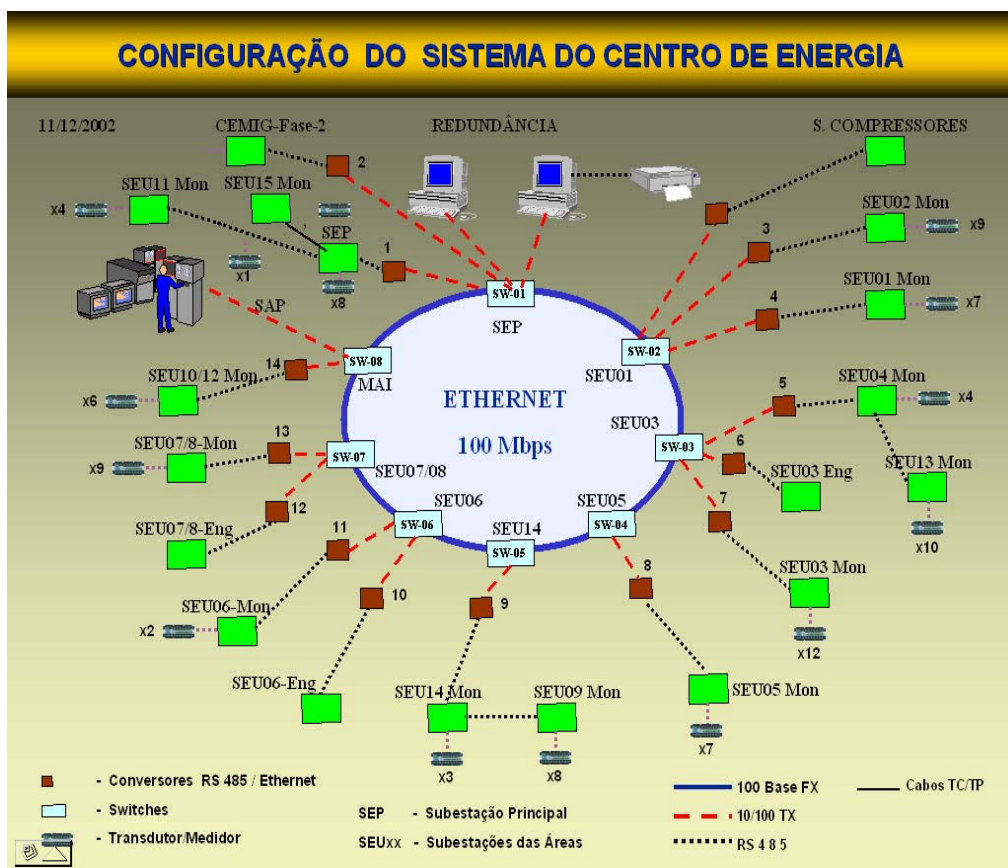 CONFIGURAÇÃO DO SISTEMA DO CENTRO DE ENERGIA
11/12/2002
CEMIG-Fase-2
REDUNDÂNCIA
S. COMPRESSORES
2
SEU11 Mon
SEU15 Mon
SEU02 Mon
x4
SEP
1
3
x9
x1
x8
SEU01 Mon
4
x7
SAP
SW-01
SEP
SW-02
SEU01
SW-08
MAI
14
SEU10/12 Mon
x6
ETHERNET
100 Mbps
5
SEU04 Mon
x4
SEU03
SW-03
6
SEU03 Eng
SEU13 Mon
x10
13
SEU07/8-Mon
x9
SW-07
SEU07/08
12
SEU07/8-Eng
7
SEU03 Mon
x12
SEU06
SW-06
11
SEU14
SW-05
SEU05
SW-04
10
9
8
SEU06-Mon
x2
SEU06-Eng
SEU14 Mon
x3
SEU09 Mon
x8
SEU05 Mon
x7
- Conversores RS 485 / Ethernet
- Switches
- Transdutor/Medidor
SEP - Subestação Principal
SEUxx - Subestações das Áreas
100 Base FX
10/100 TX
RS 4 8 5
Cabos TC/TP